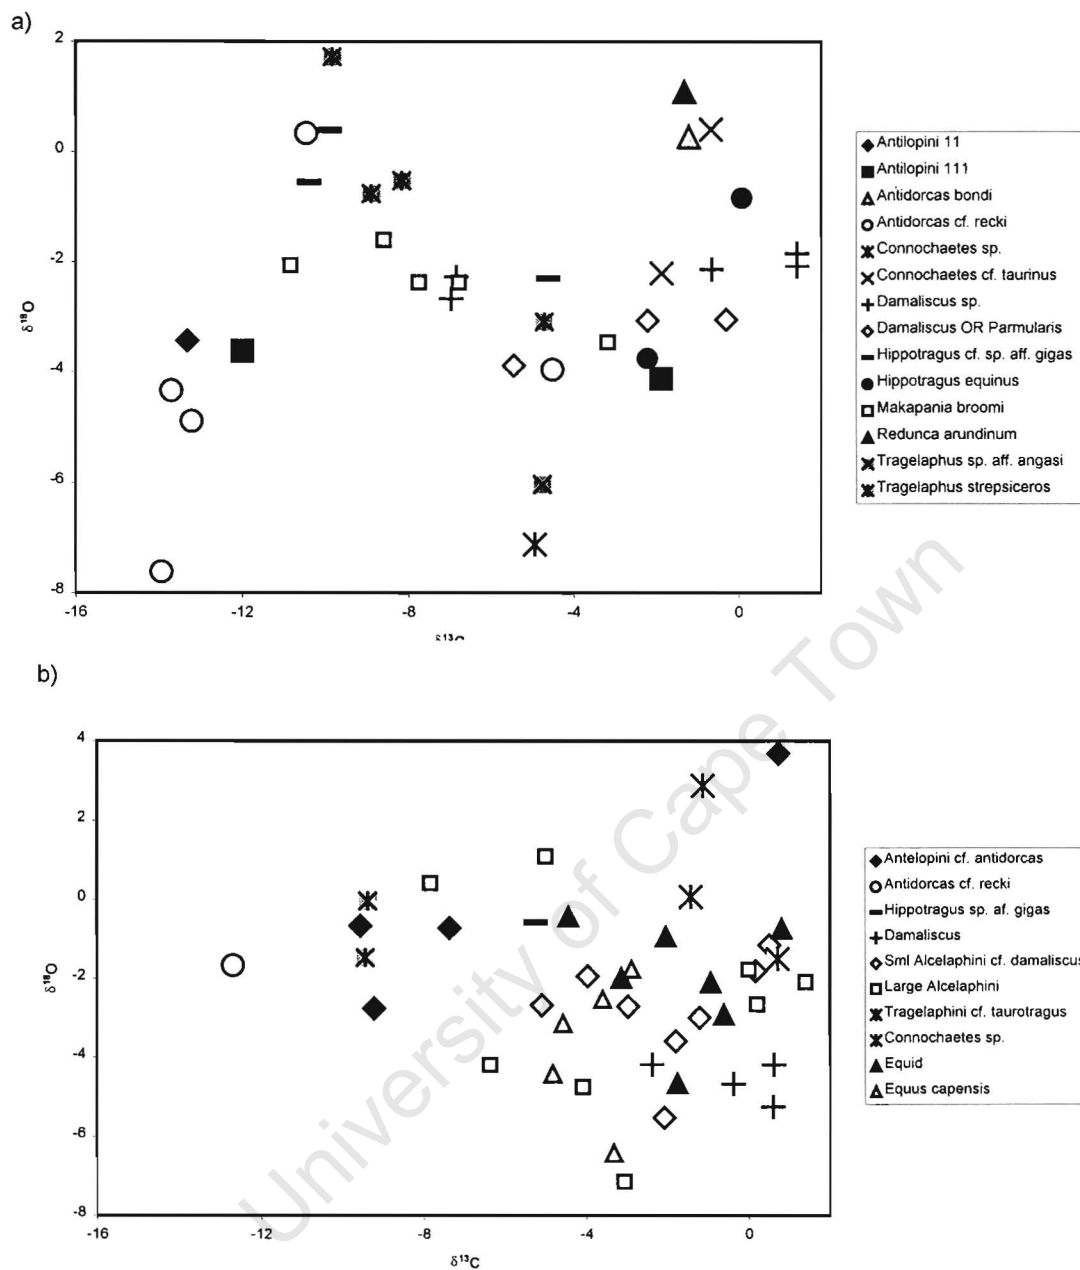 a)
2
0
-2
-4
-6
-8
δ¹⁸O
-16
-12
-8
-4
0
Antilopini 11
Antilopini 111
Antidorcas bondi
Antidorcas cf. recki
Connochaetes sp.
Connochaetes cf. taurinus
Damaliscus sp.
Damaliscus OR Parmularis
Hippotragus cf. sp. aff. gigas
Hippotragus equinus
Makapania broomi
Redunca arundinum
Tragelaphus sp. aff. angasi
Tragelaphus strepsiceros
b)
4
2
0
-2
-4
-6
-8
δ¹⁸O
-16
-12
-8
-4
0
δ¹³C
Antelopini cf. antidorcas
Antidorcas cf. recki
Hippotragus sp. af. gigas
Damaliscus
Sml Alcelaphini cf. damaliscus
Large Alcelaphini
Tragelaphini cf. taurotragus
Connochaetes sp.
Equid
Equus capensis
University of Cape Town